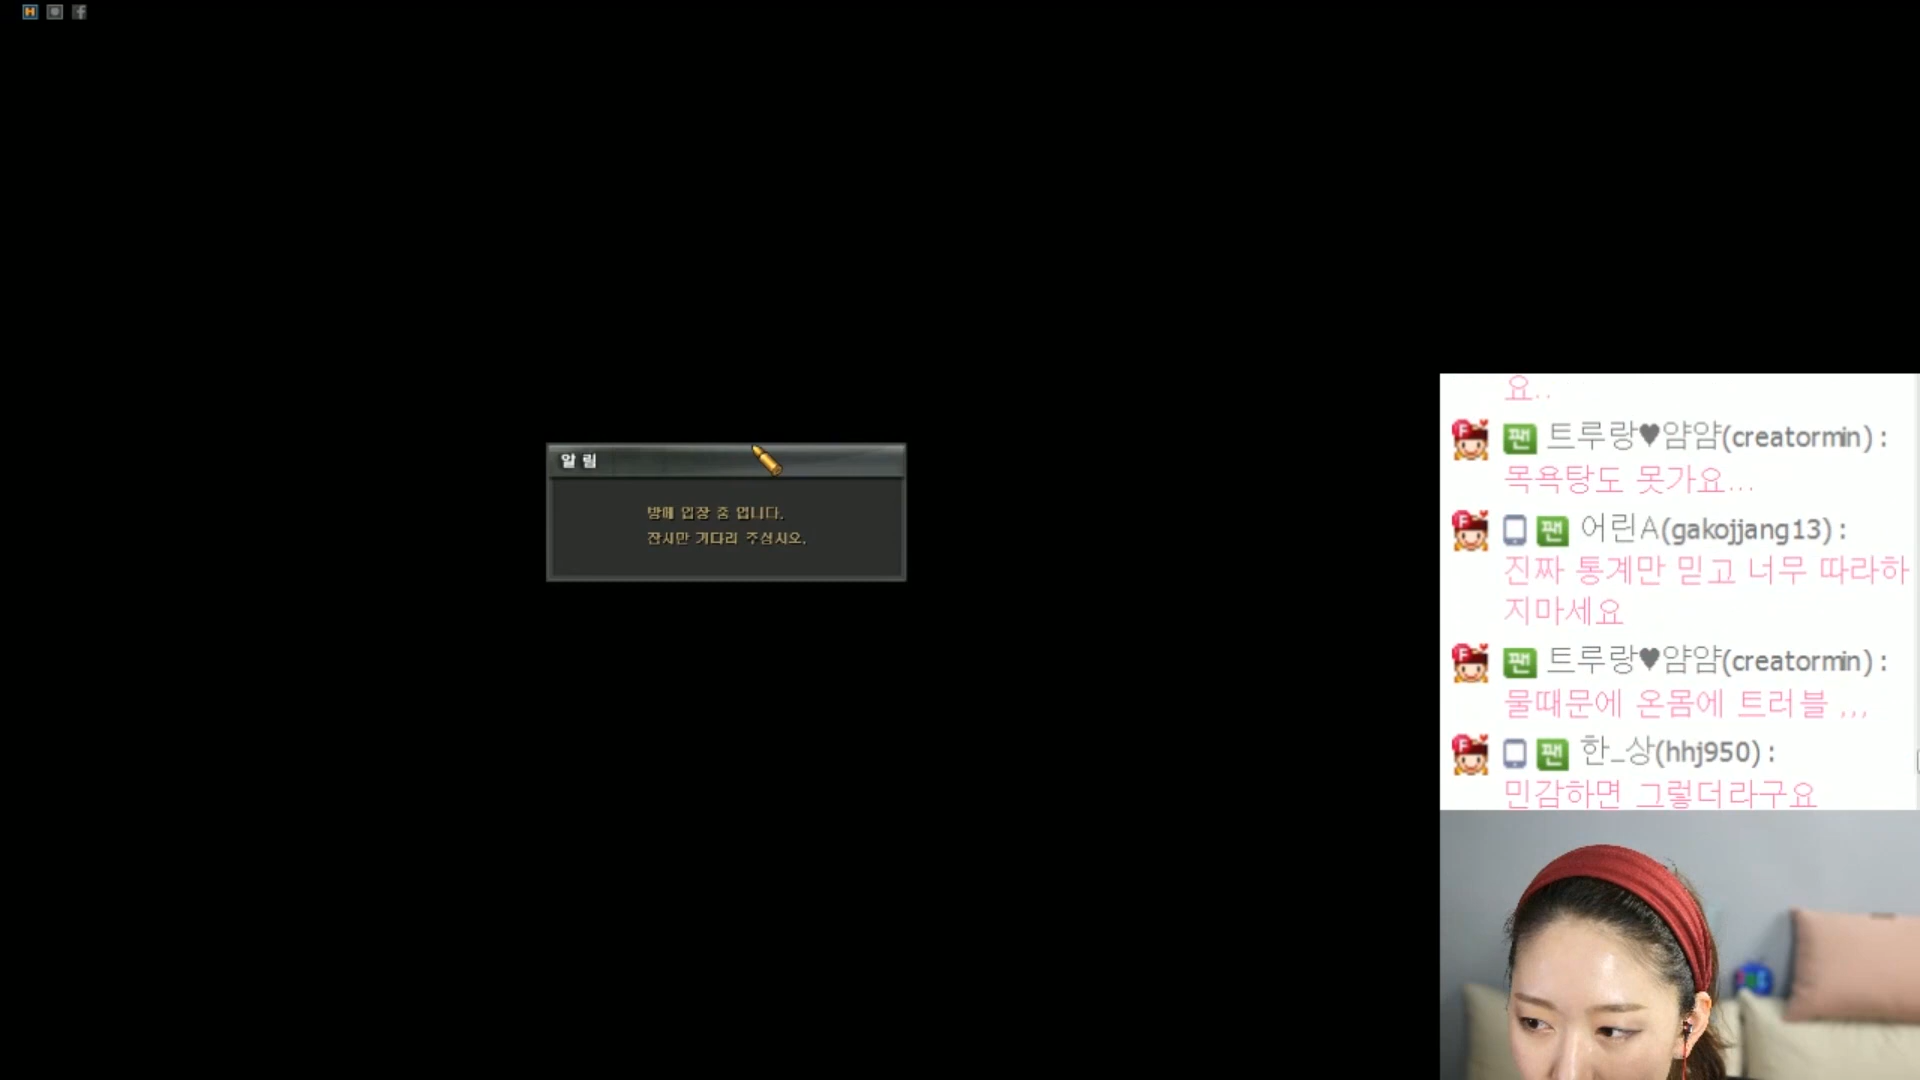 알 림
방에 입장 중 입니다.
잠시만 기다려 주십시오.
요..
팬 트루랑♥얌얌(creatormin) :
목욕탕도 못가요...
팬 어린A(gakojjang13) :
진짜 통계만 믿고 너무 따라하
지마세요
팬 트루랑♥얌얌(creatormin) :
물때문에 온몸에 트러블 ,,,
팬 한_상(hhj950) :
민감하면 그렇더라구요